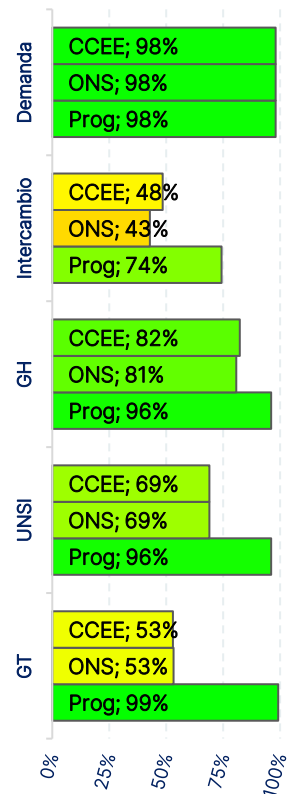 Demanda
CCEE; 98%
ONS; 98%
Prog; 98%
Intercambio
CCEE; 48%
ONS; 43%
Prog; 74%
GH
CCEE; 82%
ONS; 81%
Prog; 96%
UNSI
CCEE; 69%
ONS; 69%
Prog; 96%
GT
CCEE; 53%
ONS; 53%
Prog; 99%
0%
25%
50%
75%
100%